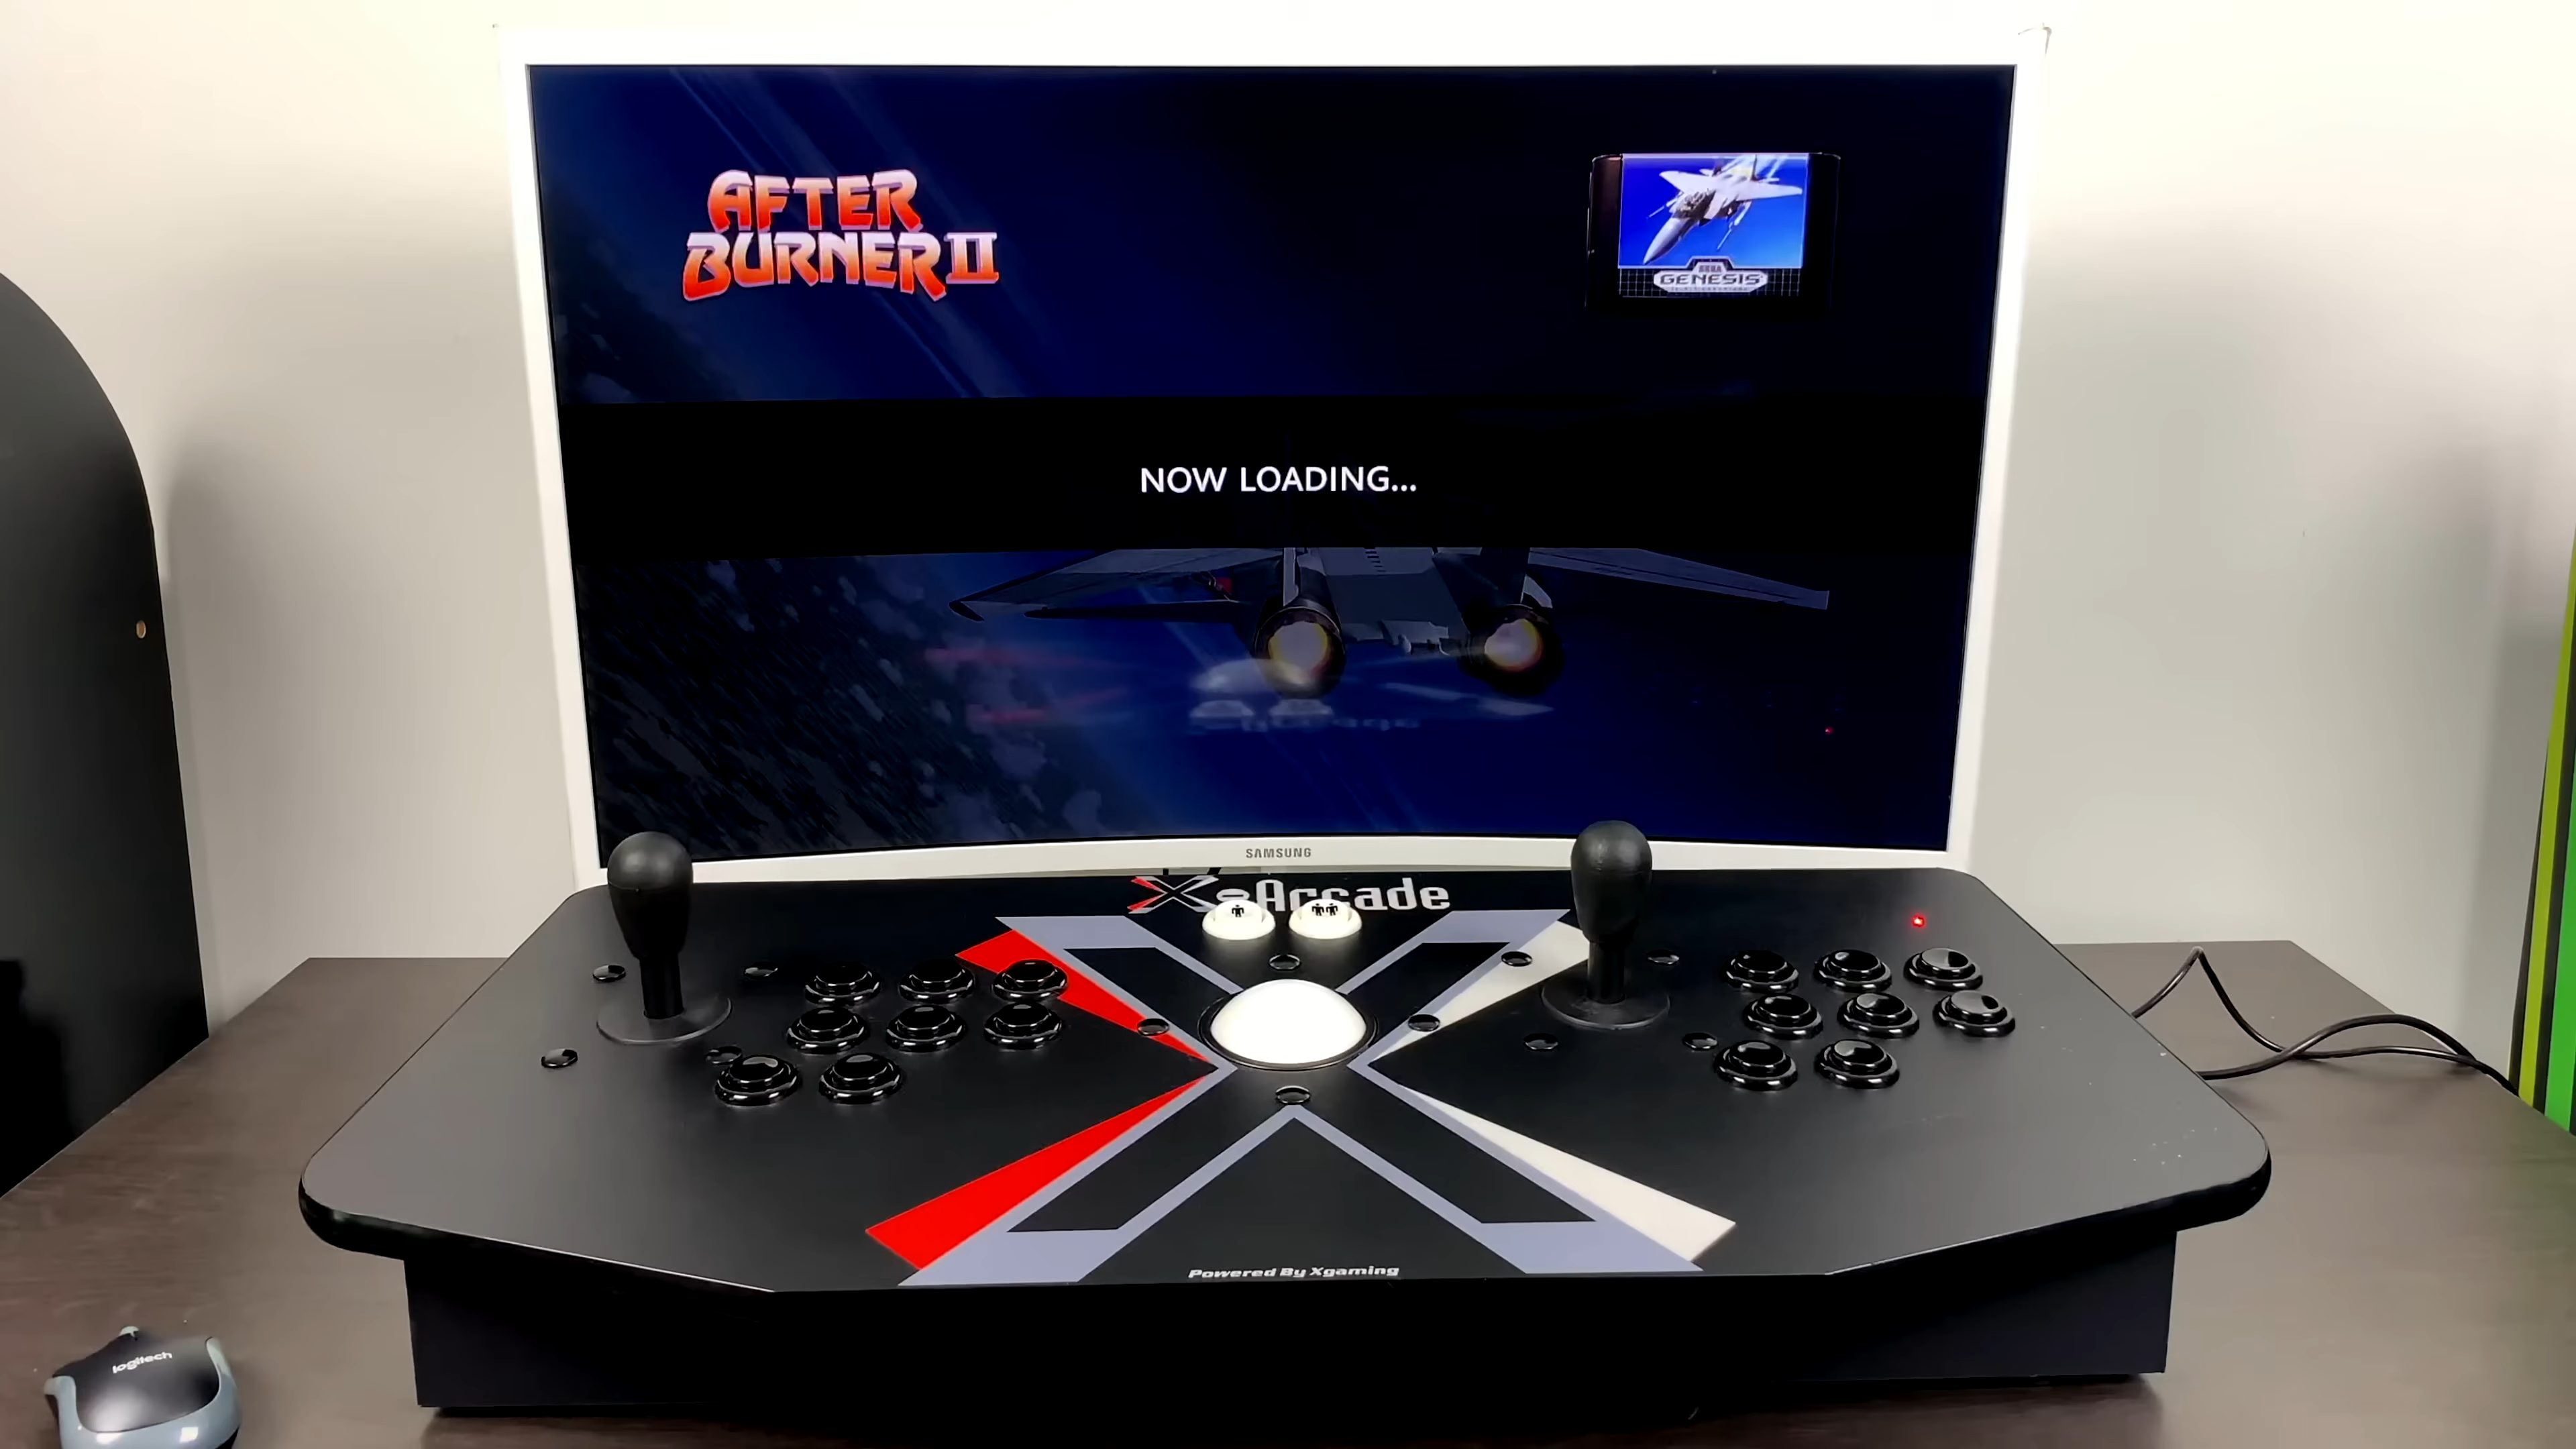 AFTER
BURNER II
SEGA
GENESIS
NOW LOADING...
SAMSUNG
X-Arcade
Powered By Xgaming
logitech